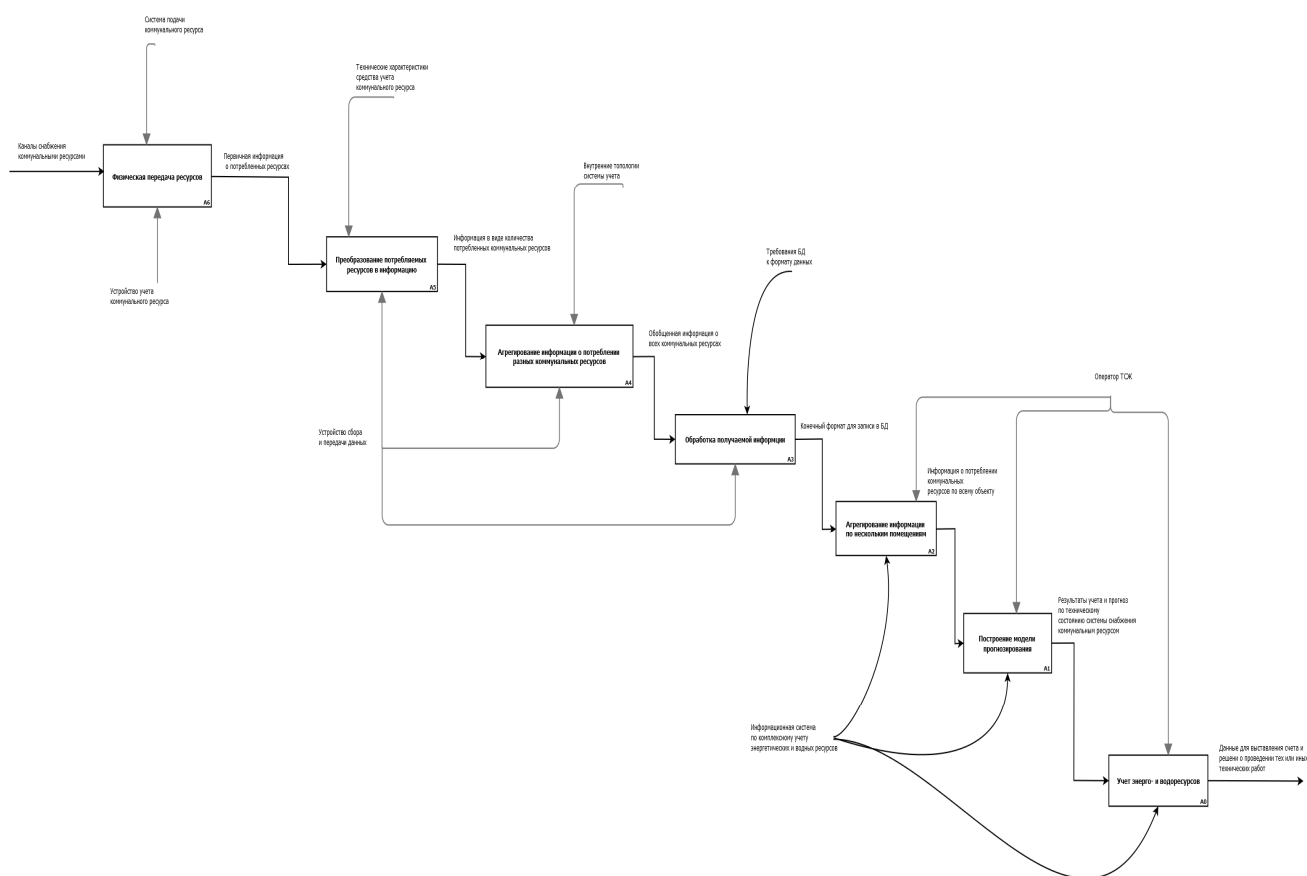 Система подачи
коммунального ресурса
Технические характеристики
средства учета
коммунального ресурса
Каналы снабжения
коммунальными ресурсами
Физическая передача ресурсов
A6
Первичная информация
о потребленных ресурсах
Устройство учета
коммунального ресурса
Внутренние топологии
системы учета
Преобразование потребляемых
ресурсов в информацию
A5
Информация в виде количества
потребленных коммунальных ресурсов
Требования БД
к формату данных
Агрегирование информации о потреблении
разных коммунальных ресурсов
A4
Обобщенная информация о
всех коммунальных ресурсах
Устройство сбора
и передачи данных
Обработка получаемой информции
A3
Конечный формат для записи в БД
Оператор ТСЖ
Информация о потреблении
коммунальных
ресурсов по всему объекту
Агрегирование информации
по нескольким помещениям
A2
Результаты учета и прогноз
по техническому
состоянию системы снабжения
коммунальным ресурсом
Построение модели
прогнозирования
A1
Информационная система
по комплексному учету
энергетических и водных ресурсов
Учет энерго- и водоресурсов
A0
Данные для выставления счета и
решени о проведении тех или иных
технических работ